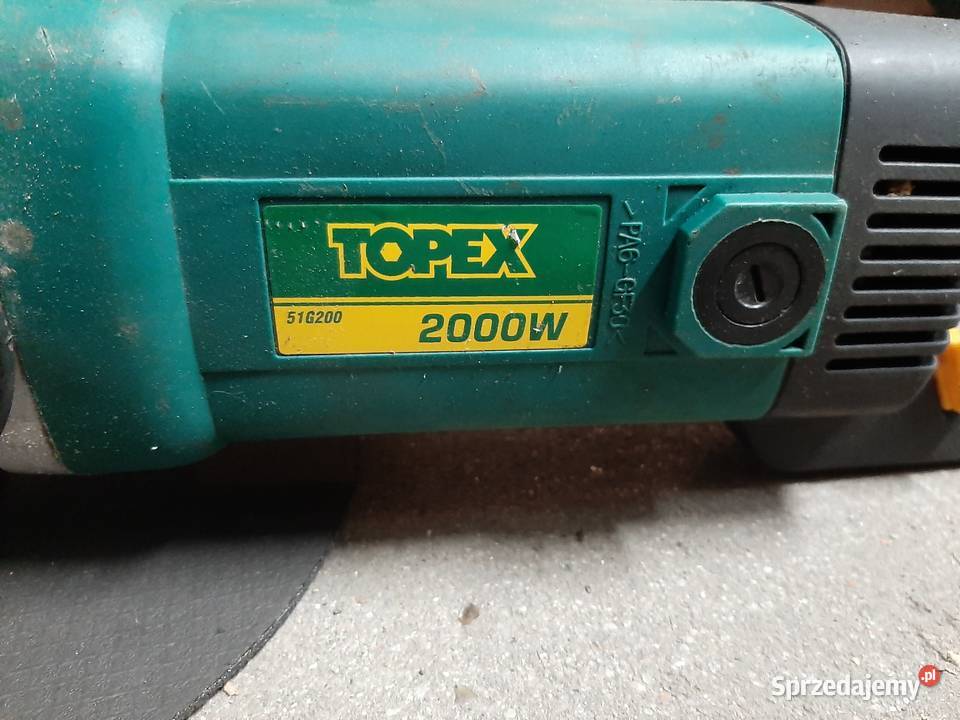 TOPEX
51G200
2000W
>PA6-GF30<
Sprzedajemy.pl